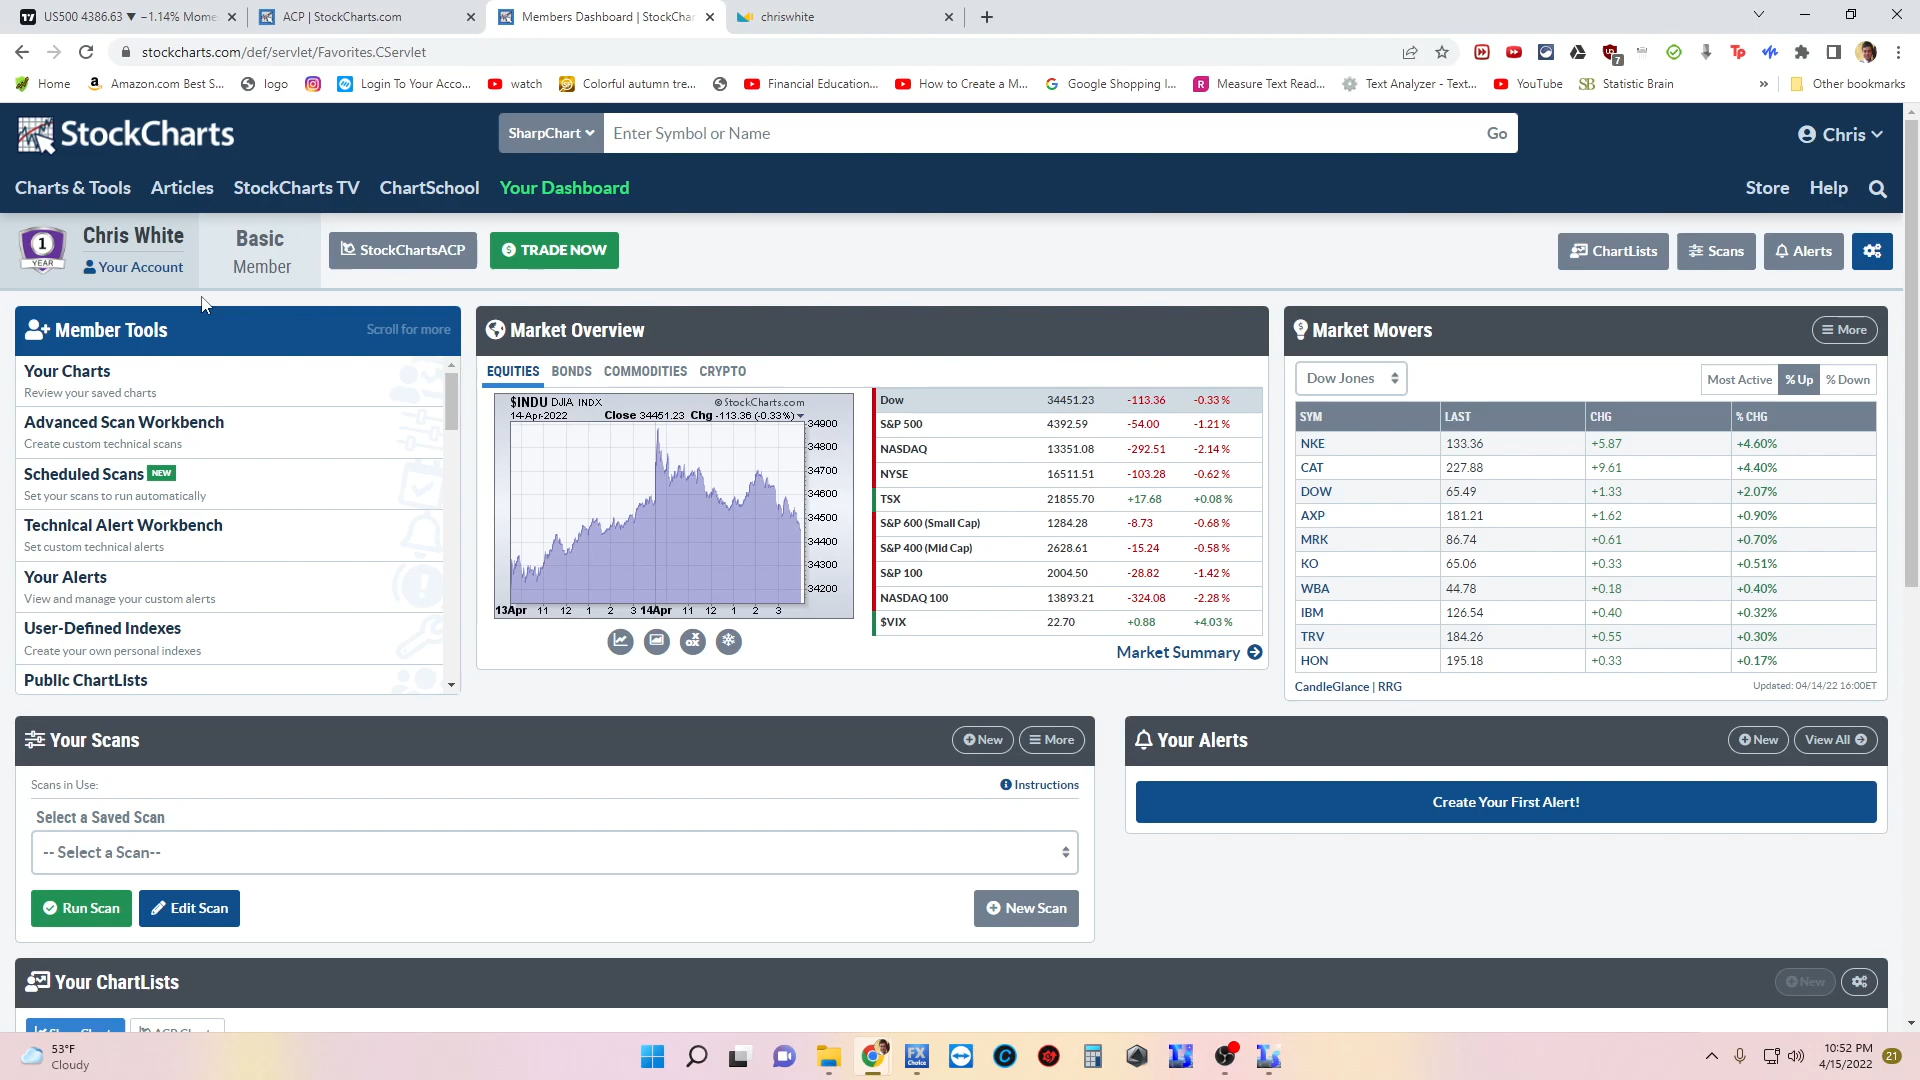 US500 4386.63 ▼ −1.14% Mome
ACP | StockCharts.com
Members Dashboard | StockChar
chriswhite
stockcharts.com/def/servlet/Favorites.CServlet
7
Home
Amazon.com Best S...
logo
Login To Your Acco...
watch
Colorful autumn tre...
Financial Education...
How to Create a M...
Google Shopping I...
Measure Text Read...
Text Analyzer - Text...
YouTube
Statistic Brain
»
Other bookmarks
StockCharts
SharpChart
Enter Symbol or Name
Go
Chris
Charts & Tools
Articles
StockCharts TV
ChartSchool
Your Dashboard
Store
Help
1
YEAR
Chris White
Your Account
Basic
Member
StockChartsACP
TRADE NOW
ChartLists
Scans
Alerts
Member Tools
Scroll for more
Your Charts
Review your saved charts
Advanced Scan Workbench
Create custom technical scans
Scheduled Scans NEW
Set your scans to run automatically
Technical Alert Workbench
Set custom technical alerts
Your Alerts
View and manage your custom alerts
User-Defined Indexes
Create your own personal indexes
Public ChartLists
Market Overview
EQUITIES BONDS COMMODITIES CRYPTO
$INDU DJIA INDX © StockCharts.com
14-Apr-2022 Close 34451.23 Chg -113.36 (-0.33%)
34900
34800
34700
34600
34500
34400
34300
34200
13Apr 11 12 1 2 3 14Apr 11 12 1 2 3
Dow 34451.23 -113.36 -0.33%
S&P 500 4392.59 -54.00 -1.21%
NASDAQ 13351.08 -292.51 -2.14%
NYSE 16511.51 -103.28 -0.62%
TSX 21855.70 +17.68 +0.08%
S&P 600 (Small Cap) 1284.28 -8.73 -0.68%
S&P 400 (Mid Cap) 2628.61 -15.24 -0.58%
S&P 100 2004.50 -28.82 -1.42%
NASDAQ 100 13893.21 -324.08 -2.28%
$VIX 22.70 +0.88 +4.03%
Market Summary
Market Movers
More
Dow Jones
Most Active % Up % Down
SYM LAST CHG % CHG
NKE 133.36 +5.87 +4.60%
CAT 227.88 +9.61 +4.40%
DOW 65.49 +1.33 +2.07%
AXP 181.21 +1.62 +0.90%
MRK 86.74 +0.61 +0.70%
KO 65.06 +0.33 +0.51%
WBA 44.78 +0.18 +0.40%
IBM 126.54 +0.40 +0.32%
TRV 184.26 +0.55 +0.30%
HON 195.18 +0.33 +0.17%
CandleGlance | RRG
Updated: 04/14/22 16:00ET
Your Scans
New
More
Scans in Use:
Instructions
Select a Saved Scan
-- Select a Scan--
Run Scan
Edit Scan
New Scan
Your Alerts
New
View All
Create Your First Alert!
Your ChartLists
New
53°F
Cloudy
FX
Choice
10:52 PM
4/15/2022
21